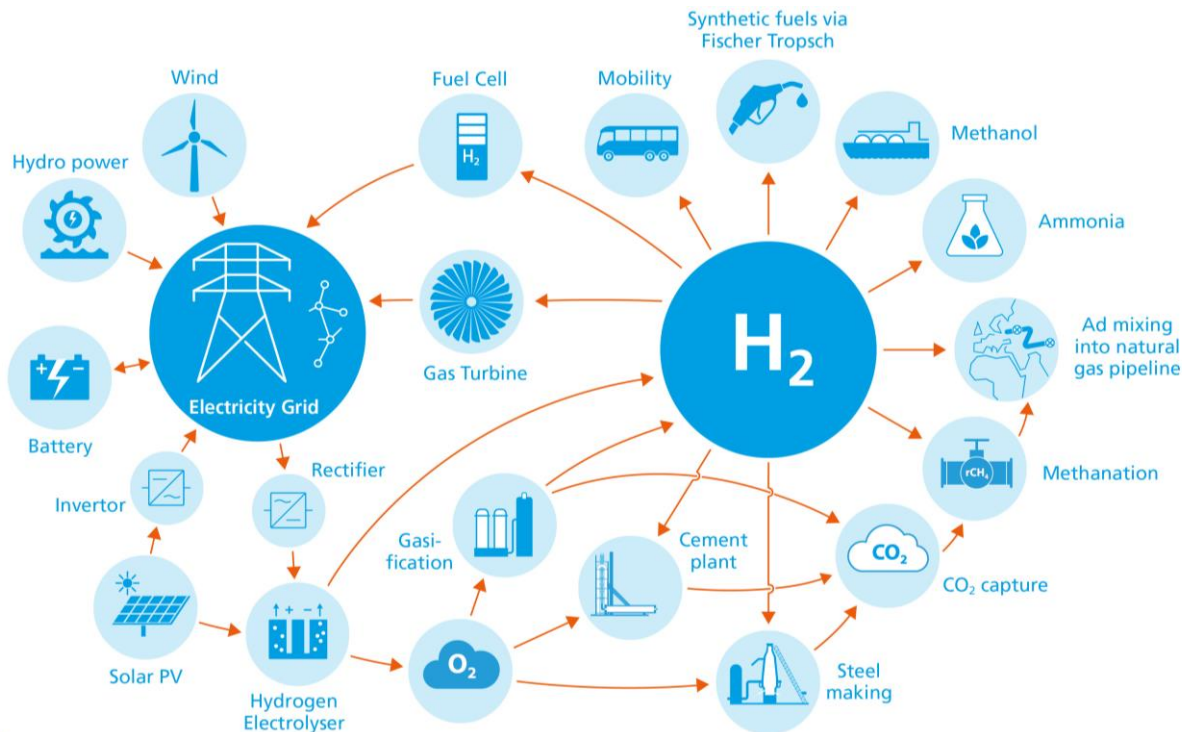 Synthetic fuels via
Fischer Tropsch
Wind
Fuel Cell
Mobility
Methanol
Hydro power
H₂
Ammonia
H₂
Ad mixing
into natural
gas pipeline
+ −
Electricity Grid
Gas Turbine
Battery
Rectifier
Invertor
rCH₄
Methanation
Gasi-
fication
Cement
plant
CO₂
CO₂ capture
+ −
O₂
Solar PV
Hydrogen
Electrolyser
Steel
making